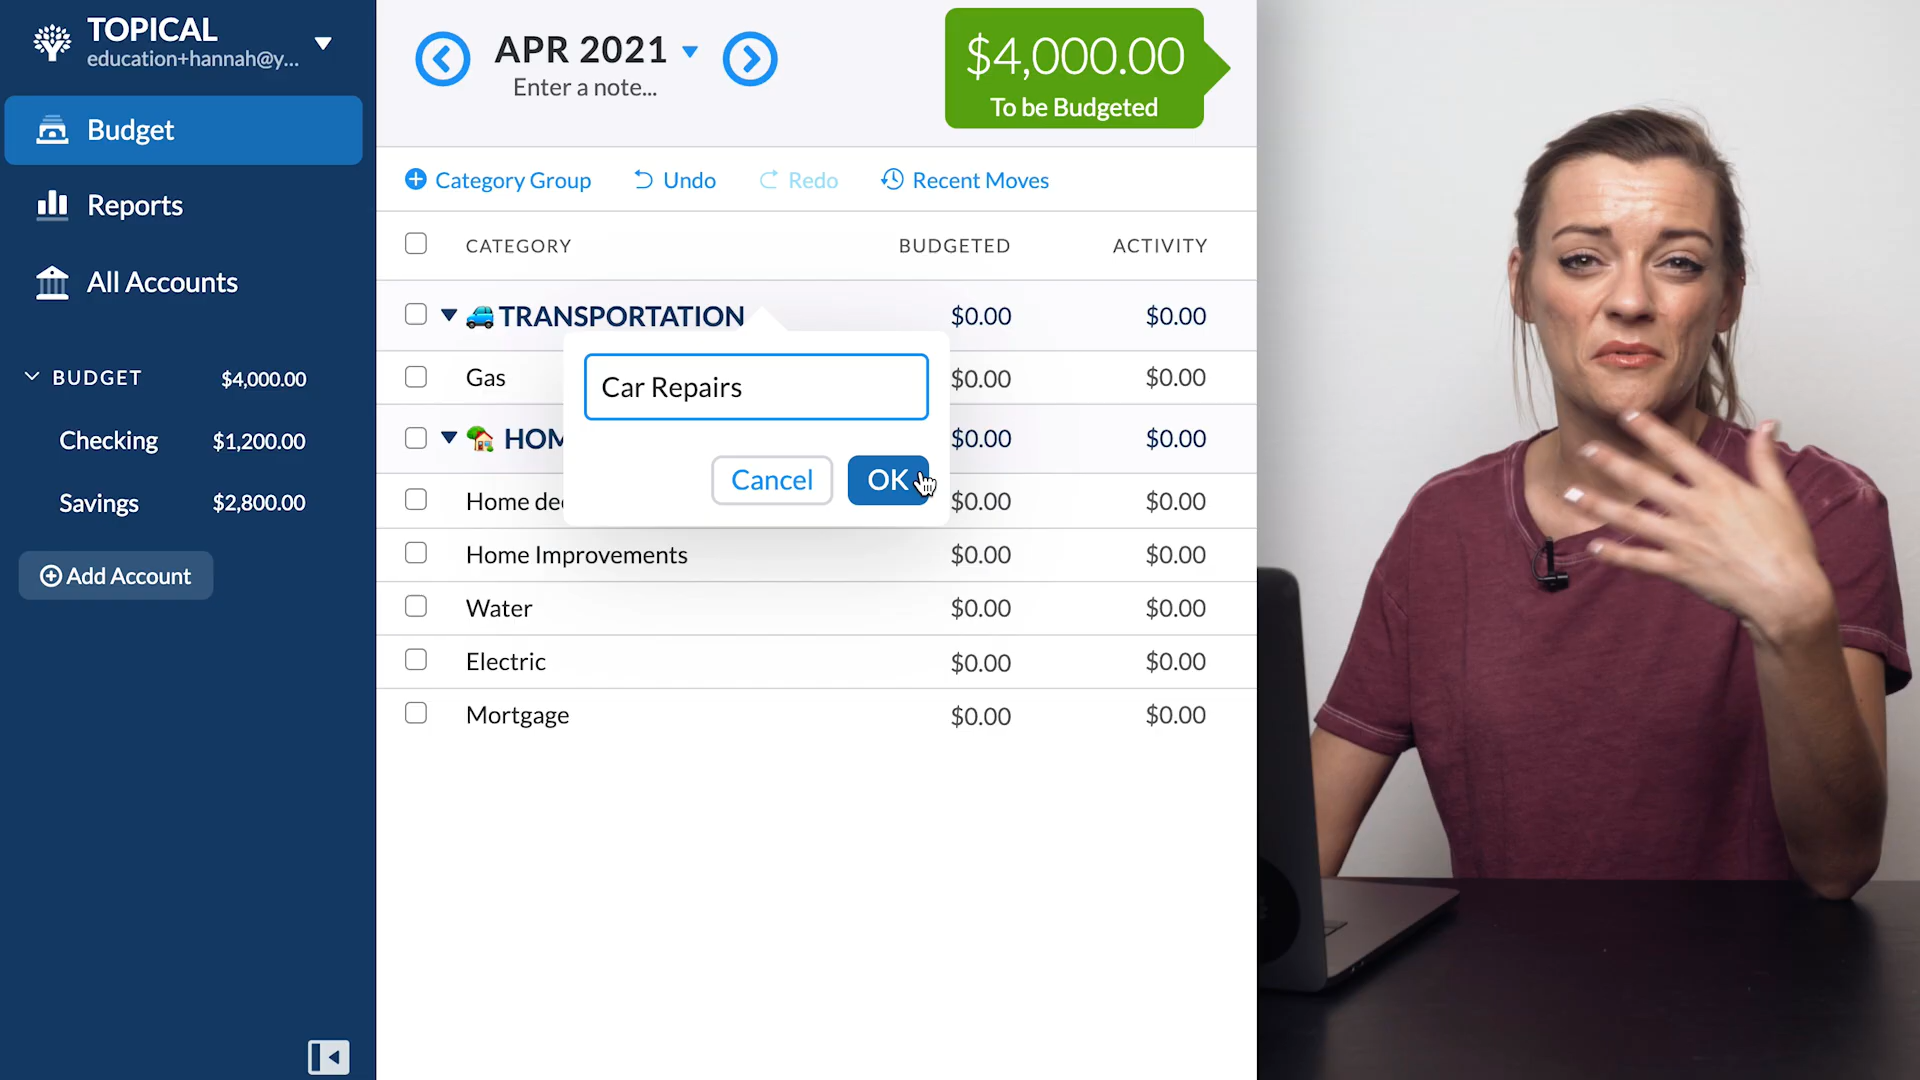 TOPICAL
education+hannah@y...
Budget
Reports
All Accounts
BUDGET $4,000.00
Checking $1,200.00
Savings $2,800.00
Add Account
APR 2021
Enter a note...
$4,000.00
To be Budgeted
Category Group Undo Redo Recent Moves
CATEGORY BUDGETED ACTIVITY
TRANSPORTATION $0.00 $0.00
Gas $0.00 $0.00
Car Repairs
HOM $0.00 $0.00
Cancel OK
Home de $0.00 $0.00
Home Improvements $0.00 $0.00
Water $0.00 $0.00
Electric $0.00 $0.00
Mortgage $0.00 $0.00